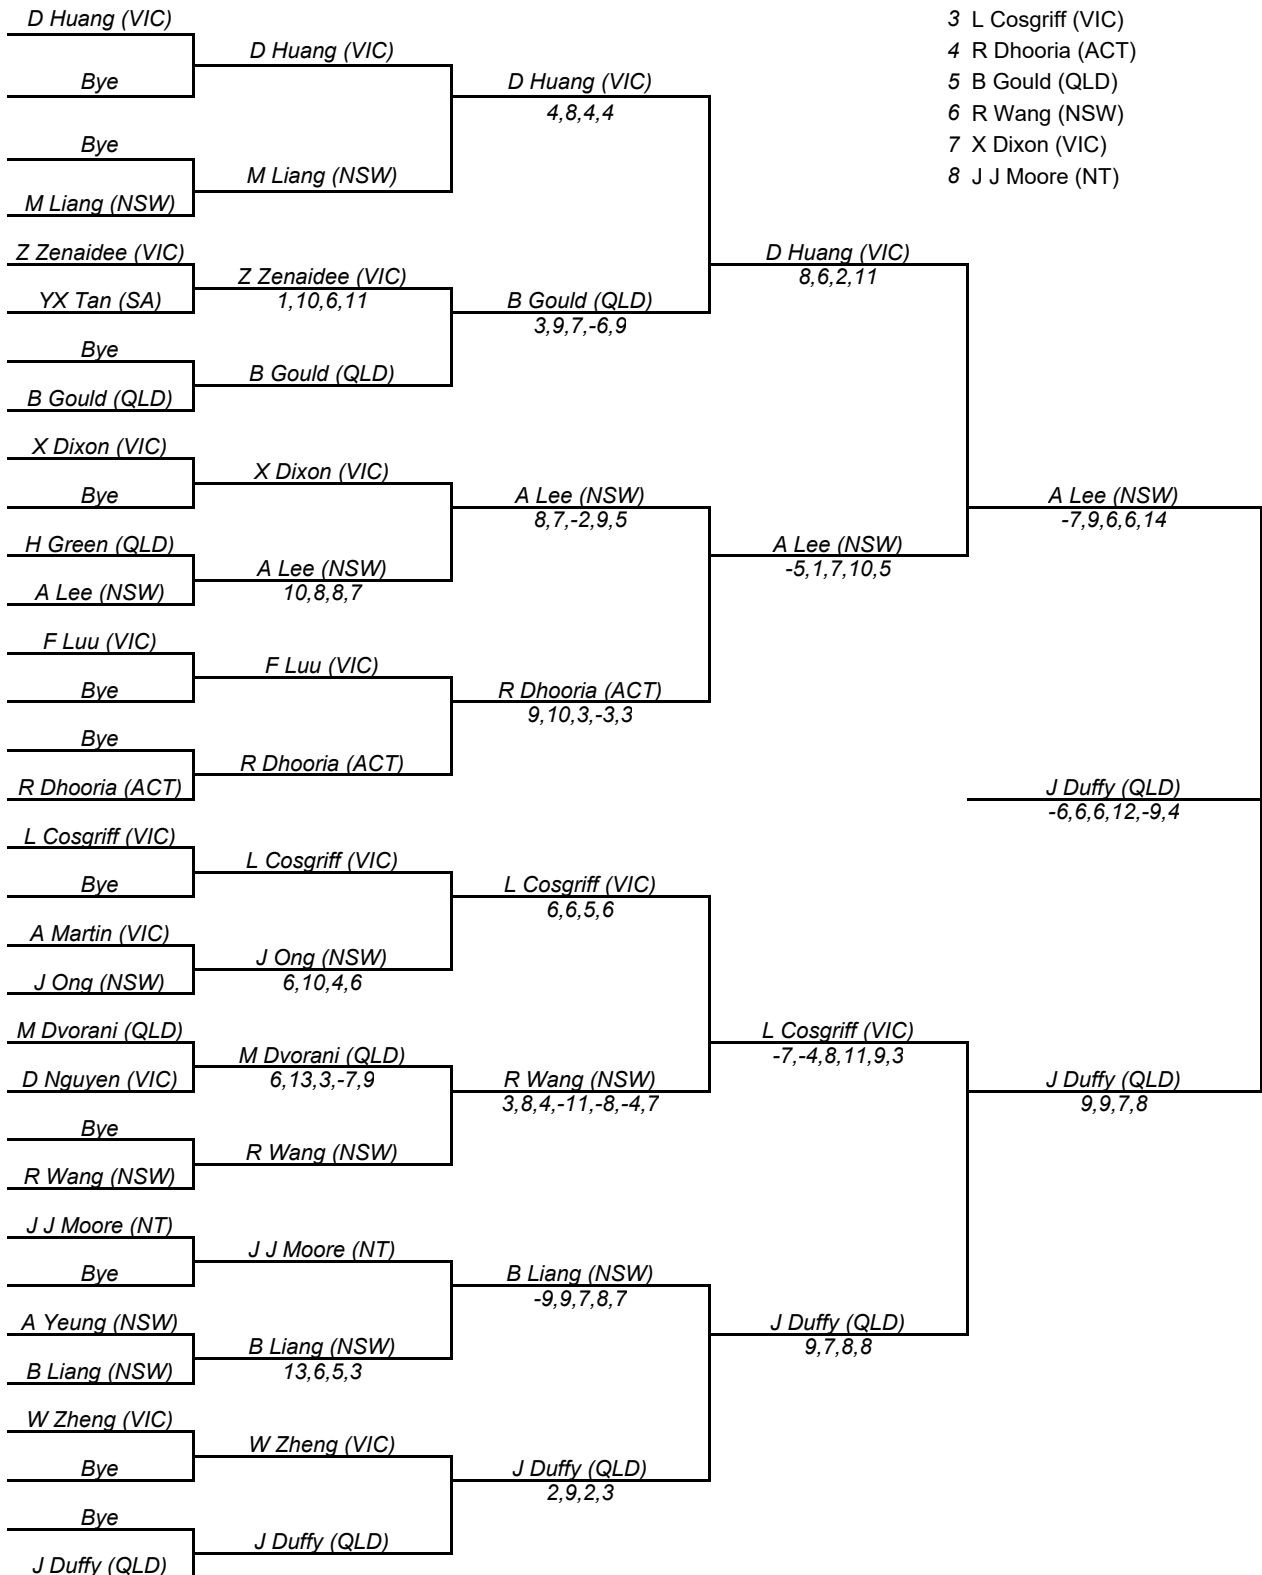 D Huang (VIC)
Bye
Bye
M Liang (NSW)
Z Zenaidee (VIC)
YX Tan (SA)
Bye
B Gould (QLD)
X Dixon (VIC)
Bye
H Green (QLD)
A Lee (NSW)
F Luu (VIC)
Bye
Bye
R Dhooria (ACT)
L Cosgriff (VIC)
Bye
A Martin (VIC)
J Ong (NSW)
M Dvorani (QLD)
D Nguyen (VIC)
Bye
R Wang (NSW)
J J Moore (NT)
Bye
A Yeung (NSW)
B Liang (NSW)
W Zheng (VIC)
Bye
Bye
J Duffy (QLD)
D Huang (VIC)
M Liang (NSW)
Z Zenaidee (VIC)
1,10,6,11
B Gould (QLD)
X Dixon (VIC)
A Lee (NSW)
10,8,8,7
F Luu (VIC)
R Dhooria (ACT)
L Cosgriff (VIC)
J Ong (NSW)
6,10,4,6
M Dvorani (QLD)
6,13,3,-7,9
R Wang (NSW)
J J Moore (NT)
B Liang (NSW)
13,6,5,3
W Zheng (VIC)
J Duffy (QLD)
D Huang (VIC)
4,8,4,4
B Gould (QLD)
3,9,7,-6,9
A Lee (NSW)
8,7,-2,9,5
R Dhooria (ACT)
9,10,3,-3,3
L Cosgriff (VIC)
6,6,5,6
R Wang (NSW)
3,8,4,-11,-8,-4,7
B Liang (NSW)
-9,9,7,8,7
J Duffy (QLD)
2,9,2,3
D Huang (VIC)
8,6,2,11
A Lee (NSW)
-5,1,7,10,5
L Cosgriff (VIC)
-7,-4,8,11,9,3
J Duffy (QLD)
9,7,8,8
3 L Cosgriff (VIC)
4 R Dhooria (ACT)
5 B Gould (QLD)
6 R Wang (NSW)
7 X Dixon (VIC)
8 J J Moore (NT)
A Lee (NSW)
-7,9,6,6,14
J Duffy (QLD)
-6,6,6,12,-9,4
J Duffy (QLD)
9,9,7,8